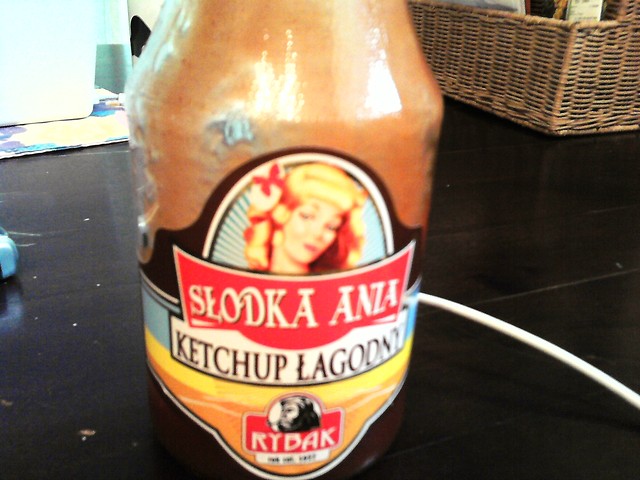 SŁODKA ANIA
KETCHUP ŁAGODNY
RYBAK